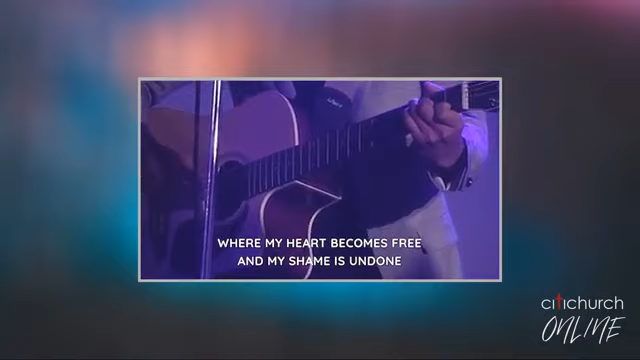 WHERE MY HEART BECOMES FREE
AND MY SHAME IS UNDONE
citichurch
ONLINE